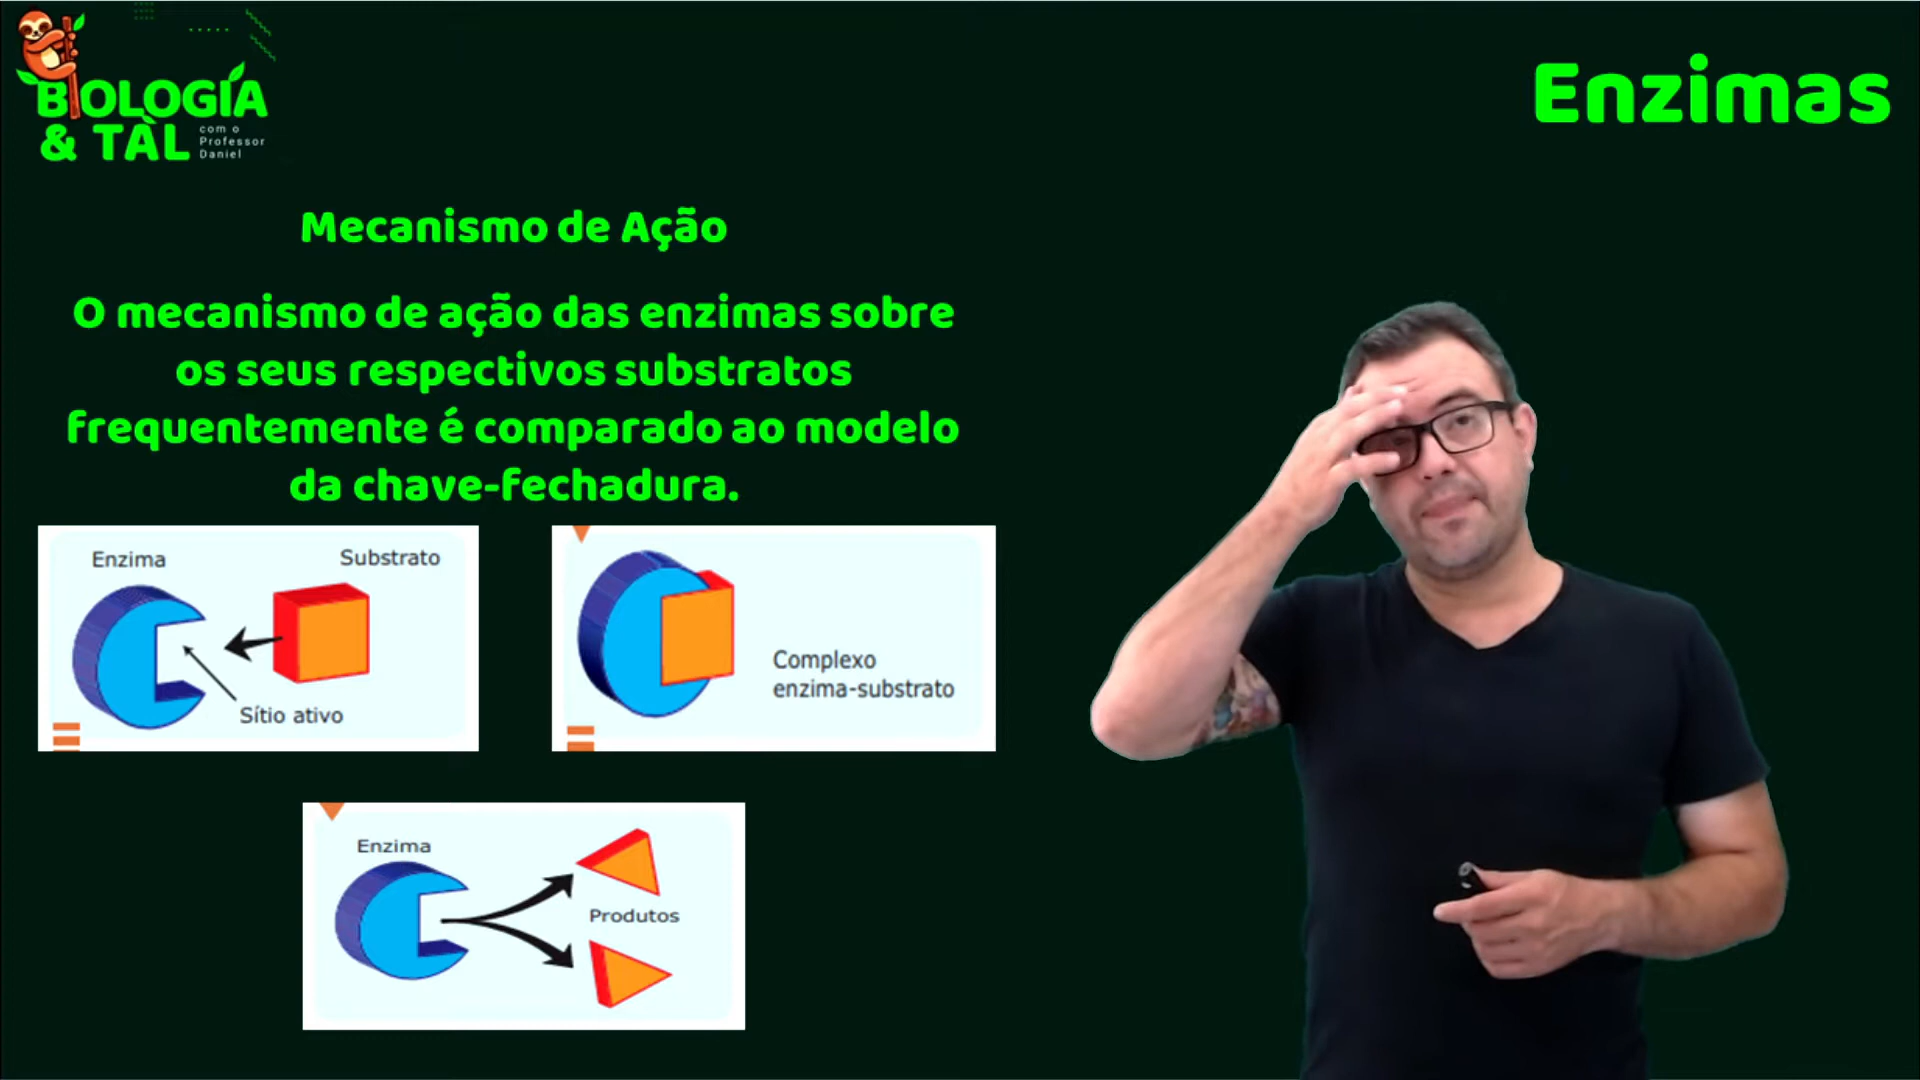 BIOLOGIA
& TAL
com o
Professor
Daniel
Enzimas
Mecanismo de Ação
O mecanismo de ação das enzimas sobre
os seus respectivos substratos
frequentemente é comparado ao modelo
da chave-fechadura.
Enzima
Substrato
Sítio ativo
Complexo
enzima-substrato
Enzima
Produtos